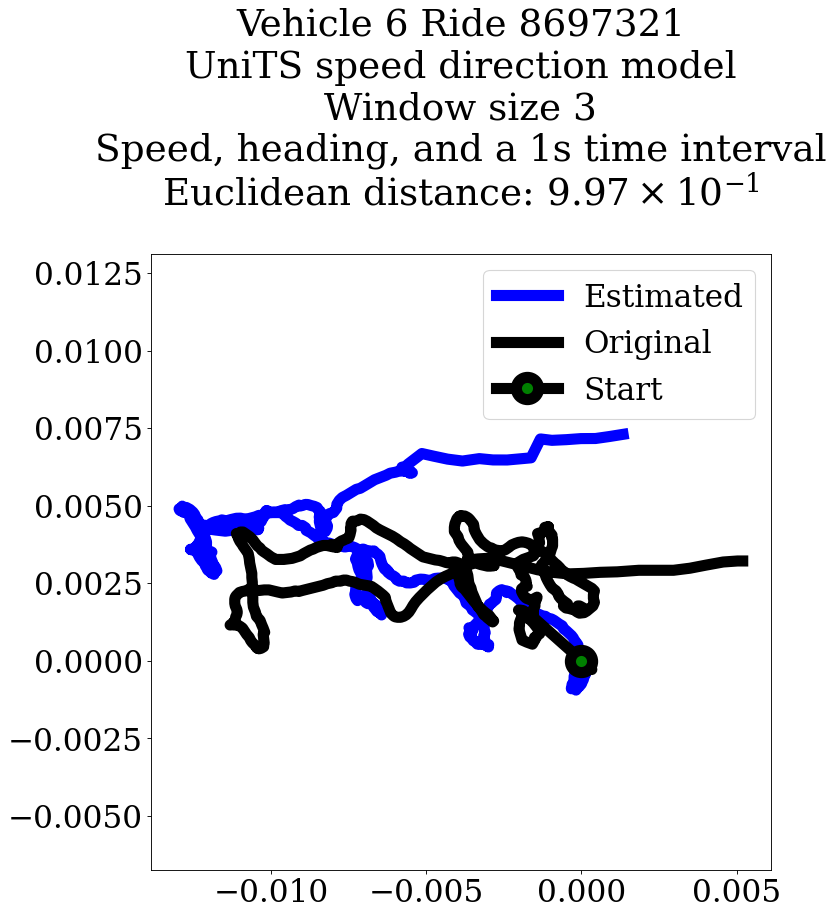 Vehicle 6 Ride 8697321
UniTS speed direction model
Window size 3
Speed, heading, and a 1s time interval
Euclidean distance: 9.97 × 10⁻¹
Estimated
Original
Start
0.0125
0.0100
0.0075
0.0050
0.0025
0.0000
−0.0025
−0.0050
−0.010 −0.005 0.000 0.005